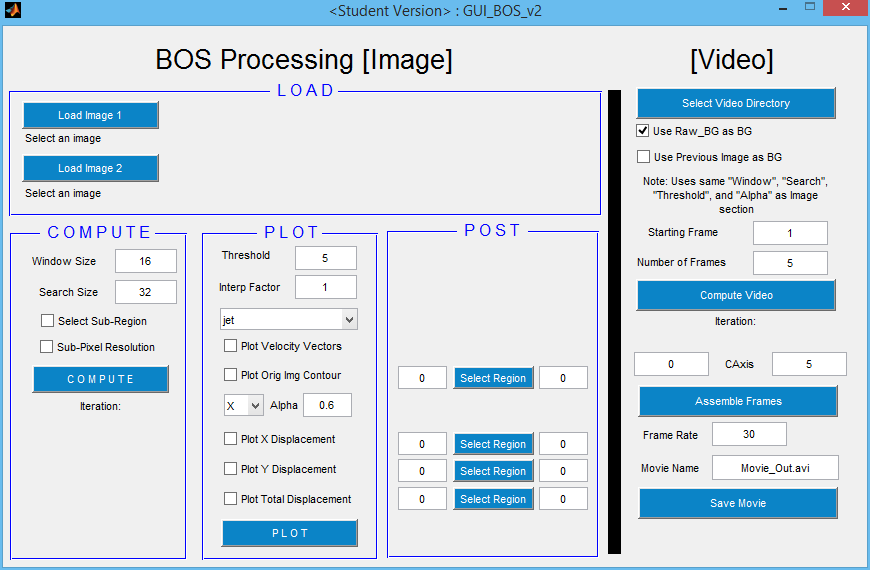 <Student Version> : GUI_BOS_v2
BOS Processing [Image]
LOAD
Load Image 1
Select an image
Load Image 2
Select an image
COMPUTE
Window Size 16
Search Size 32
Select Sub-Region
Sub-Pixel Resolution
COMPUTE
Iteration:
PLOT
Threshold 5
Interp Factor 1
jet
Plot Velocity Vectors
Plot Orig Img Contour
X Alpha 0.6
Plot X Displacement
Plot Y Displacement
Plot Total Displacement
PLOT
POST
0 Select Region 0
0 Select Region 0
0 Select Region 0
0 Select Region 0
[Video]
Select Video Directory
Use Raw_BG as BG
Use Previous Image as BG
Note: Uses same "Window", "Search",
"Threshold", and "Alpha" as Image
section
Starting Frame 1
Number of Frames 5
Compute Video
Iteration:
0 CAxis 5
Assemble Frames
Frame Rate 30
Movie Name Movie_Out.avi
Save Movie